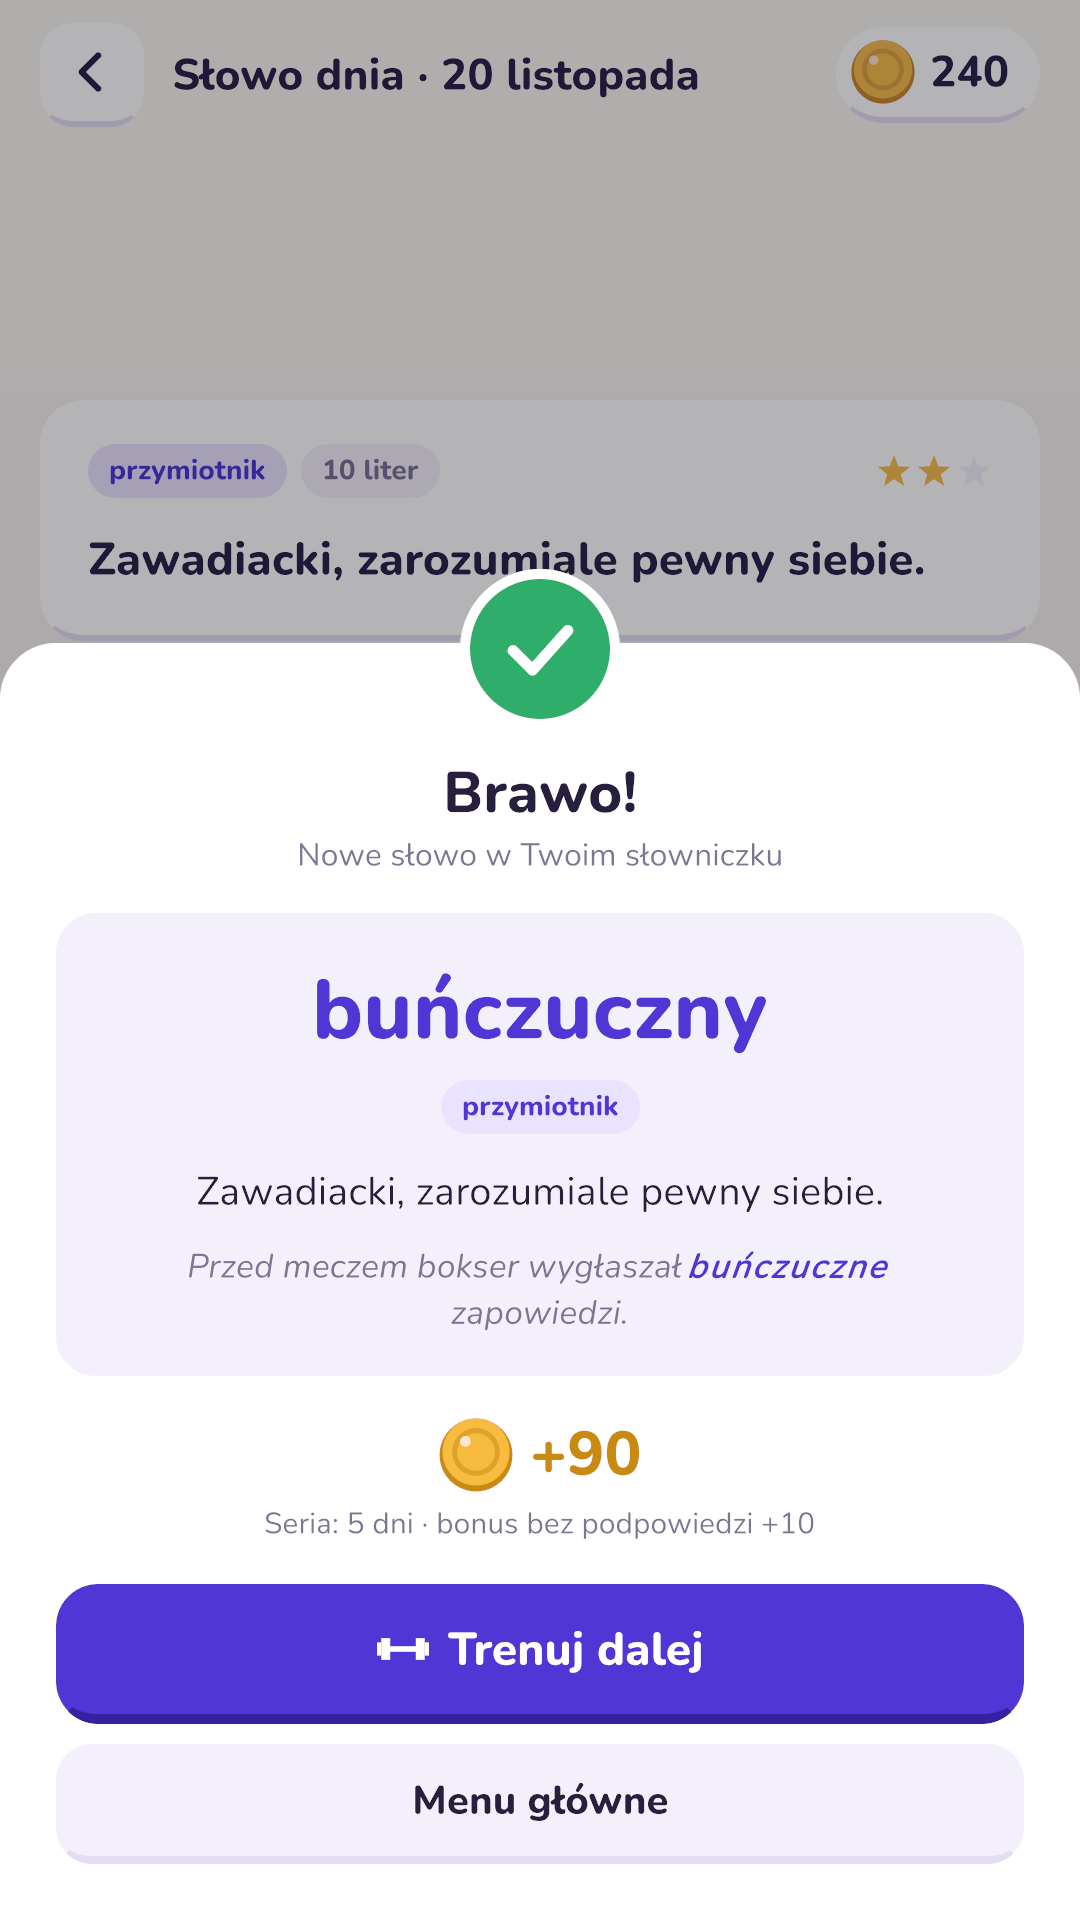 Słowo dnia · 20 listopada
240
przymiotnik
10 liter
Zawadiacki, zarozumiale pewny siebie.
Brawo!
Nowe słowo w Twoim słowniczku
buńczuczny
przymiotnik
Zawadiacki, zarozumiale pewny siebie.
Przed meczem bokser wygłaszał buńczuczne
zapowiedzi.
+90
Seria: 5 dni · bonus bez podpowiedzi +10
Trenuj dalej
Menu główne